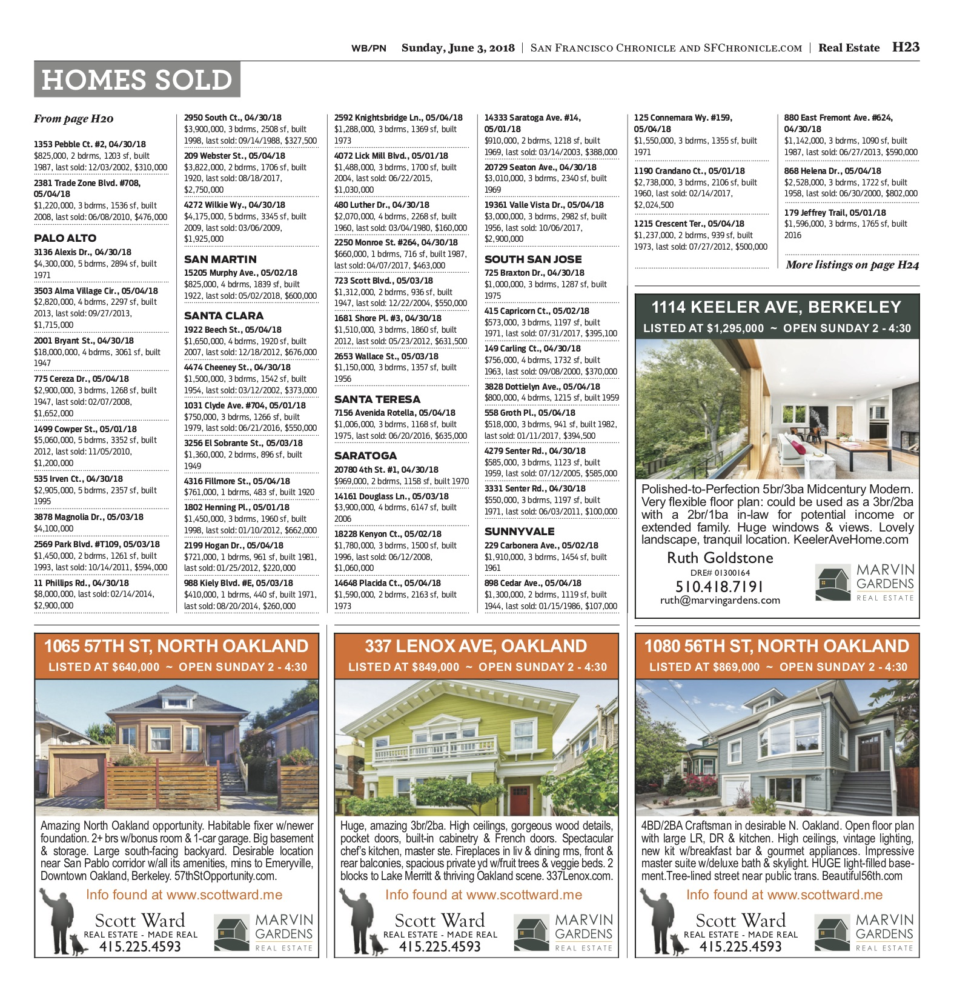 WB/PN Sunday, June 3, 2018 | San Francisco Chronicle and SFChronicle.com | Real Estate H23
HOMES SOLD
From page H20
1353 Pebble Ct. #2, 04/30/18
$825,000, 2 bdrms, 1203 sf, built
1987, last sold: 12/03/2002, $310,000
2381 Trade Zone Blvd. #708,
05/04/18
$1,220,000, 3 bdrms, 1536 sf, built
2008, last sold: 06/08/2010, $476,000
PALO ALTO
3136 Alexis Dr., 04/30/18
$4,300,000, 5 bdrms, 2894 sf, built
1971
3503 Alma Village Cir., 05/04/18
$2,820,000, 4 bdrms, 2297 sf, built
2013, last sold: 09/27/2013,
$1,715,000
2001 Bryant St., 04/30/18
$18,000,000, 4 bdrms, 3061 sf, built
1947
775 Cereza Dr., 05/04/18
$2,900,000, 3 bdrms, 1268 sf, built
1947, last sold: 02/07/2008,
$1,652,000
1499 Cowper St., 05/01/18
$5,060,000, 5 bdrms, 3352 sf, built
2012, last sold: 11/05/2010,
$1,200,000
535 Irven Ct., 04/30/18
$2,905,000, 5 bdrms, 2357 sf, built
1995
3878 Magnolia Dr., 05/03/18
$4,100,000
2569 Park Blvd. #T109, 05/03/18
$1,450,000, 2 bdrms, 1261 sf, built
1993, last sold: 10/14/2011, $594,000
11 Phillips Rd., 04/30/18
$8,000,000, last sold: 02/14/2014,
$2,900,000
2950 South Ct., 04/30/18
$3,900,000, 3 bdrms, 2508 sf, built
1998, last sold: 09/14/1988, $327,500
209 Webster St., 05/04/18
$3,822,000, 2 bdrms, 1706 sf, built
1920, last sold: 08/18/2017,
$2,750,000
4272 Wilkie Wy., 04/30/18
$4,175,000, 5 bdrms, 3345 sf, built
2009, last sold: 03/06/2009,
$1,925,000
SAN MARTIN
15205 Murphy Ave., 05/02/18
$825,000, 4 bdrms, 1839 sf, built
1922, last sold: 05/02/2018, $600,000
SANTA CLARA
1922 Beech St., 05/04/18
$1,650,000, 4 bdrms, 1920 sf, built
2007, last sold: 12/18/2012, $676,000
4474 Cheeney St., 04/30/18
$1,500,000, 3 bdrms, 1542 sf, built
1954, last sold: 03/12/2002, $373,000
1031 Clyde Ave. #704, 05/01/18
$750,000, 3 bdrms, 1266 sf, built
1979, last sold: 06/21/2016, $550,000
3256 El Sobrante St., 05/03/18
$1,360,000, 2 bdrms, 896 sf, built
1949
4316 Fillmore St., 05/04/18
$761,000, 1 bdrms, 483 sf, built 1920
1802 Henning Pl., 05/01/18
$1,450,000, 3 bdrms, 1960 sf, built
1998, last sold: 01/10/2012, $662,000
2199 Hogan Dr., 05/04/18
$721,000, 1 bdrms, 961 sf, built 1981,
last sold: 01/25/2012, $220,000
988 Kiely Blvd. #E, 05/03/18
$410,000, 1 bdrms, 440 sf, built 1971,
last sold: 08/20/2014, $260,000
2592 Knightsbridge Ln., 05/04/18
$1,288,000, 3 bdrms, 1369 sf, built
1973
4072 Lick Mill Blvd., 05/01/18
$1,488,000, 3 bdrms, 1700 sf, built
2004, last sold: 06/22/2015,
$1,030,000
480 Luther Dr., 04/30/18
$2,070,000, 4 bdrms, 2268 sf, built
1960, last sold: 03/04/1980, $160,000
2250 Monroe St. #264, 04/30/18
$660,000, 1 bdrms, 716 sf, built 1987,
last sold: 04/07/2017, $463,000
723 Scott Blvd., 05/03/18
$1,312,000, 2 bdrms, 936 sf, built
1947, last sold: 12/22/2004, $550,000
1681 Shore Pl. #3, 04/30/18
$1,510,000, 3 bdrms, 1860 sf, built
2012, last sold: 05/23/2012, $631,500
2653 Wallace St., 05/03/18
$1,150,000, 3 bdrms, 1357 sf, built
1956
SANTA TERESA
7156 Avenida Rotella, 05/04/18
$1,006,000, 3 bdrms, 1168 sf, built
1975, last sold: 06/20/2016, $635,000
SARATOGA
20780 4th St. #1, 04/30/18
$969,000, 2 bdrms, 1158 sf, built 1970
14161 Douglass Ln., 05/03/18
$3,900,000, 4 bdrms, 6147 sf, built
2006
18228 Kenyon Ct., 05/02/18
$1,780,000, 3 bdrms, 1500 sf, built
1996, last sold: 06/12/2008,
$1,060,000
14648 Placida Ct., 05/04/18
$1,590,000, 2 bdrms, 2163 sf, built
1973
14333 Saratoga Ave. #14,
05/01/18
$910,000, 2 bdrms, 1218 sf, built
1969, last sold: 03/14/2003, $388,000
20729 Seaton Ave., 04/30/18
$3,010,000, 3 bdrms, 2340 sf, built
1969
19361 Valle Vista Dr., 05/04/18
$3,000,000, 3 bdrms, 2982 sf, built
1956, last sold: 10/06/2017,
$2,900,000
SOUTH SAN JOSE
725 Braxton Dr., 04/30/18
$1,000,000, 3 bdrms, 1287 sf, built
1975
415 Capricorn Ct., 05/02/18
$573,000, 3 bdrms, 1197 sf, built
1971, last sold: 07/31/2017, $395,100
149 Carling Ct., 04/30/18
$756,000, 4 bdrms, 1732 sf, built
1963, last sold: 09/08/2000, $370,000
3828 Dottielyn Ave., 05/04/18
$800,000, 4 bdrms, 1215 sf, built 1959
558 Groth Pl., 05/04/18
$518,000, 3 bdrms, 941 sf, built 1982,
last sold: 01/11/2017, $394,500
4279 Senter Rd., 04/30/18
$585,000, 3 bdrms, 1123 sf, built
1959, last sold: 07/12/2005, $585,000
3331 Senter Rd., 04/30/18
$550,000, 3 bdrms, 1197 sf, built
1971, last sold: 06/03/2011, $100,000
SUNNYVALE
229 Carbonera Ave., 05/02/18
$1,910,000, 3 bdrms, 1454 sf, built
1961
898 Cedar Ave., 05/04/18
$1,300,000, 2 bdrms, 1119 sf, built
1944, last sold: 01/15/1986, $107,000
125 Connemara Wy. #159,
05/04/18
$1,550,000, 3 bdrms, 1355 sf, built
1971
1190 Crandano Ct., 05/01/18
$2,738,000, 3 bdrms, 2106 sf, built
1960, last sold: 02/14/2017,
$2,024,500
1215 Crescent Ter., 05/04/18
$1,237,000, 2 bdrms, 939 sf, built
1973, last sold: 07/27/2012, $500,000
880 East Fremont Ave. #624,
04/30/18
$1,142,000, 3 bdrms, 1090 sf, built
1987, last sold: 06/27/2013, $590,000
868 Helena Dr., 05/04/18
$2,528,000, 3 bdrms, 1722 sf, built
1958, last sold: 06/30/2000, $802,000
179 Jeffrey Trail, 05/01/18
$1,596,000, 3 bdrms, 1765 sf, built
2016
More listings on page H24
1114 KEELER AVE, BERKELEY
LISTED AT $1,295,000 ~ OPEN SUNDAY 2 - 4:30
Polished-to-Perfection 5br/3ba Midcentury Modern.
Very flexible floor plan: could be used as a 3br/2ba
with a 2br/1ba in-law for potential income or
extended family. Huge windows & views. Lovely
landscape, tranquil location. KeelerAveHome.com
Ruth Goldstone
DRE# 01300164
510.418.7191
ruth@marvingardens.com
MARVIN
GARDENS
REAL ESTATE
1065 57TH ST, NORTH OAKLAND
LISTED AT $640,000 ~ OPEN SUNDAY 2 - 4:30
Amazing North Oakland opportunity. Habitable fixer w/newer
foundation. 2+ brs w/bonus room & 1-car garage. Big basement
& storage. Large south-facing backyard. Desirable location
near San Pablo corridor w/all its amenities, mins to Emeryville,
Downtown Oakland, Berkeley. 57thStOpportunity.com.
Info found at www.scottward.me
Scott Ward
REAL ESTATE - MADE REAL
415.225.4593
MARVIN
GARDENS
REAL ESTATE
337 LENOX AVE, OAKLAND
LISTED AT $849,000 ~ OPEN SUNDAY 2 - 4:30
Huge, amazing 3br/2ba. High ceilings, gorgeous wood details,
pocket doors, built-in cabinetry & French doors. Spectacular
chef's kitchen, master ste. Fireplaces in liv & dining rms, front &
rear balconies, spacious private yd w/fruit trees & veggie beds. 2
blocks to Lake Merritt & thriving Oakland scene. 337Lenox.com.
Info found at www.scottward.me
Scott Ward
REAL ESTATE - MADE REAL
415.225.4593
MARVIN
GARDENS
REAL ESTATE
1080 56TH ST, NORTH OAKLAND
LISTED AT $869,000 ~ OPEN SUNDAY 2 - 4:30
1080
4BD/2BA Craftsman in desirable N. Oakland. Open floor plan
with large LR, DR & kitchen. High ceilings, vintage lighting,
new kit w/breakfast bar & gourmet appliances. Impressive
master suite w/deluxe bath & skylight. HUGE light-filled base-
ment.Tree-lined street near public trans. Beautiful56th.com
Info found at www.scottward.me
Scott Ward
REAL ESTATE - MADE REAL
415.225.4593
MARVIN
GARDENS
REAL ESTATE